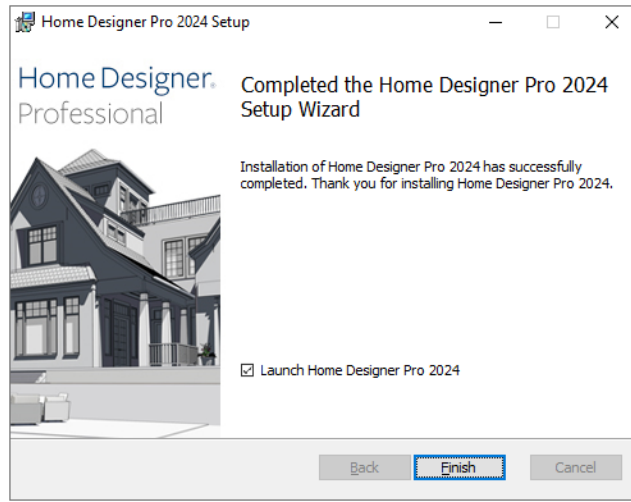 Home Designer Pro 2024 Setup
Home Designer.
Professional
Completed the Home Designer Pro 2024
Setup Wizard
Installation of Home Designer Pro 2024 has successfully
completed. Thank you for installing Home Designer Pro 2024.
Launch Home Designer Pro 2024
Back
Finish
Cancel